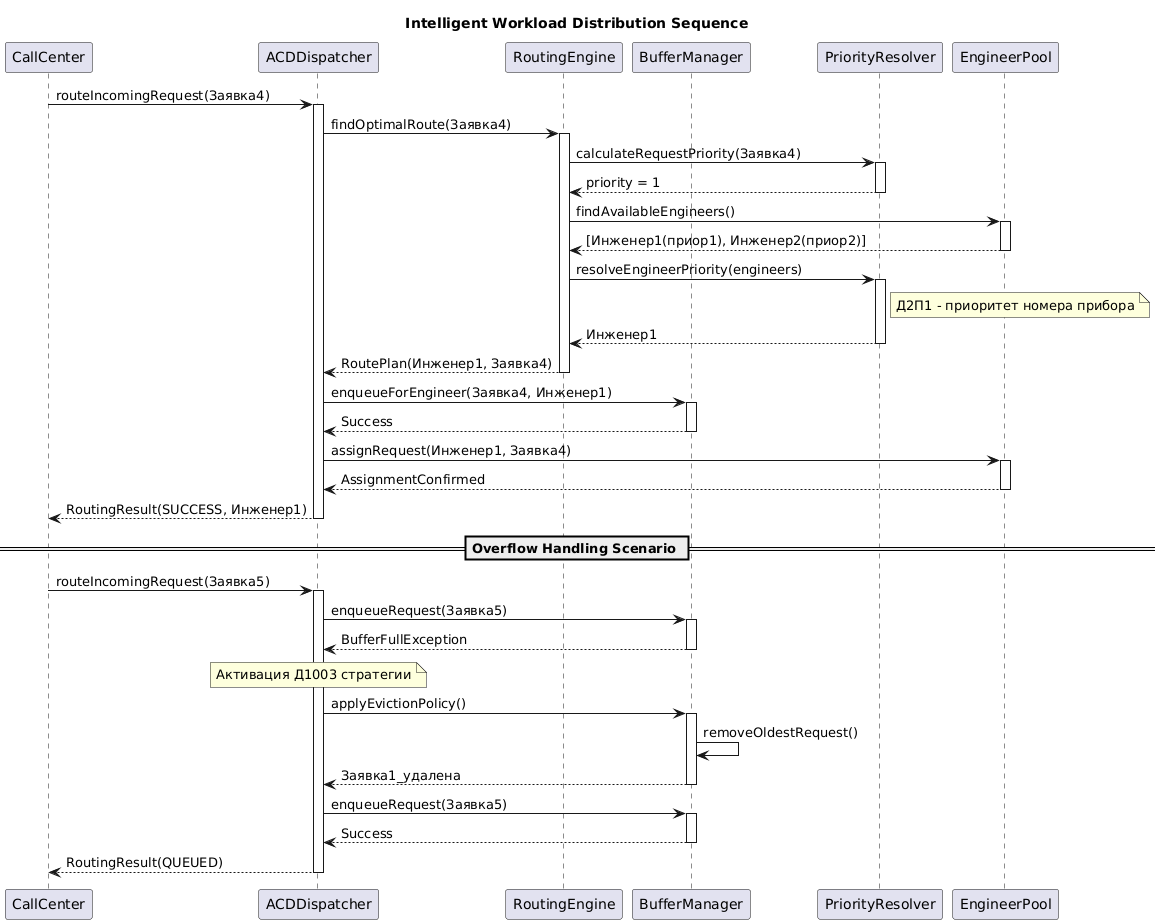 Intelligent Workload Distribution Sequence
CallCenter
ACDDispatcher
RoutingEngine
BufferManager
PriorityResolver
EngineerPool
routeIncomingRequest(Заявка4)
findOptimalRoute(Заявка4)
calculateRequestPriority(Заявка4)
priority = 1
findAvailableEngineers()
[Инженер1(приор1), Инженер2(приор2)]
resolveEngineerPriority(engineers)
Д2П1 - приоритет номера прибора
Инженер1
RoutePlan(Инженер1, Заявка4)
enqueueForEngineer(Заявка4, Инженер1)
Success
assignRequest(Инженер1, Заявка4)
AssignmentConfirmed
RoutingResult(SUCCESS, Инженер1)
Overflow Handling Scenario
routeIncomingRequest(Заявка5)
enqueueRequest(Заявка5)
BufferFullException
Активация Д10О3 стратегии
applyEvictionPolicy()
removeOldestRequest()
Заявка1_удалена
enqueueRequest(Заявка5)
Success
RoutingResult(QUEUED)
CallCenter
ACDDispatcher
RoutingEngine
BufferManager
PriorityResolver
EngineerPool